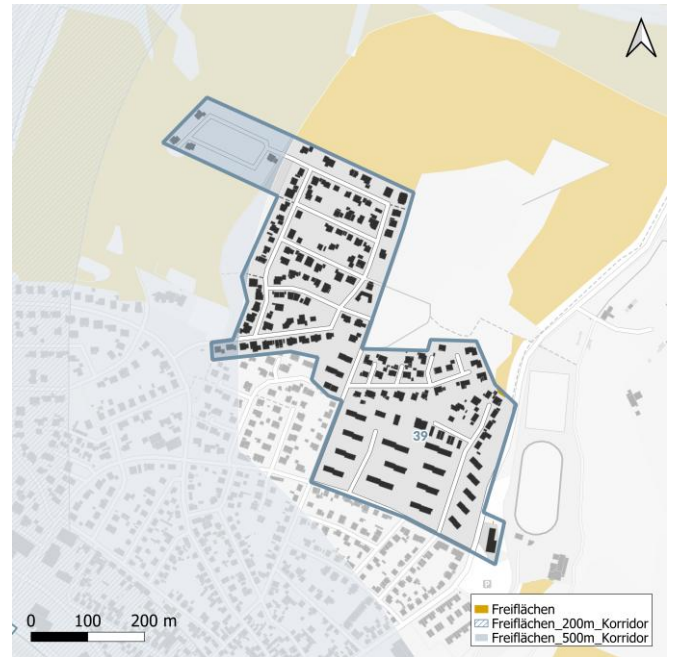 39
P
0 100 200 m
Freiflächen
Freiflächen_200m_Korridor
Freiflächen_500m_Korridor